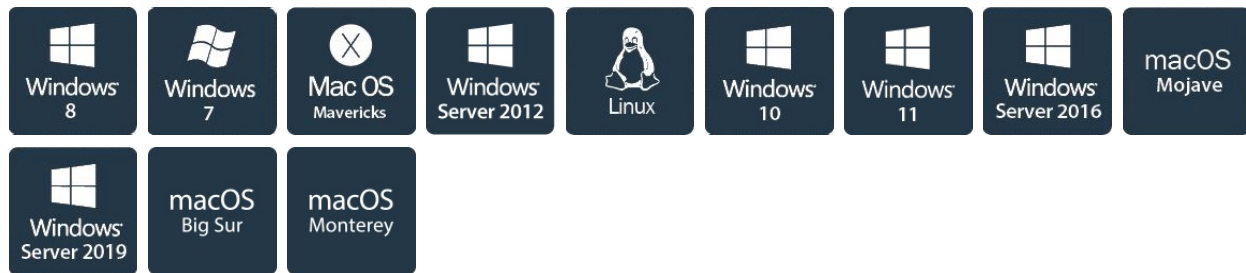 Windows
8
Windows
7
Mac OS
Mavericks
Windows
Server 2012
Linux
Windows
10
Windows
11
Windows
Server 2016
macOS
Mojave
Windows
Server 2019
macOS
Big Sur
macOS
Monterey